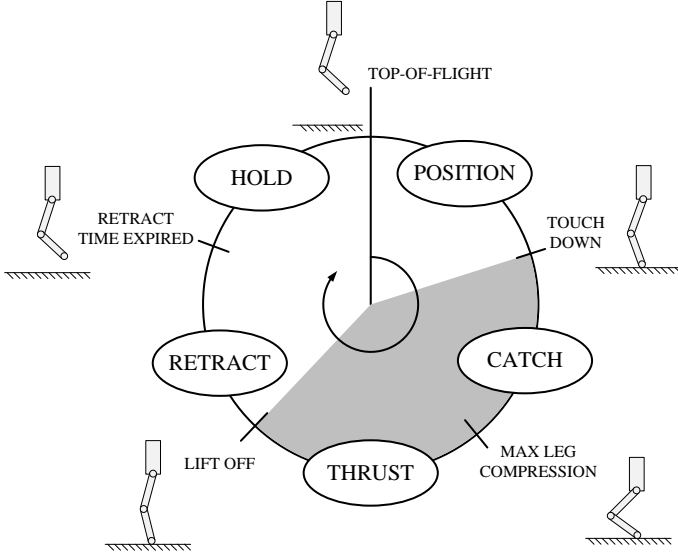 TOP-OF-FLIGHT
HOLD
POSITION
RETRACT
TIME EXPIRED
TOUCH
DOWN
RETRACT
CATCH
LIFT OFF
THRUST
MAX LEG
COMPRESSION